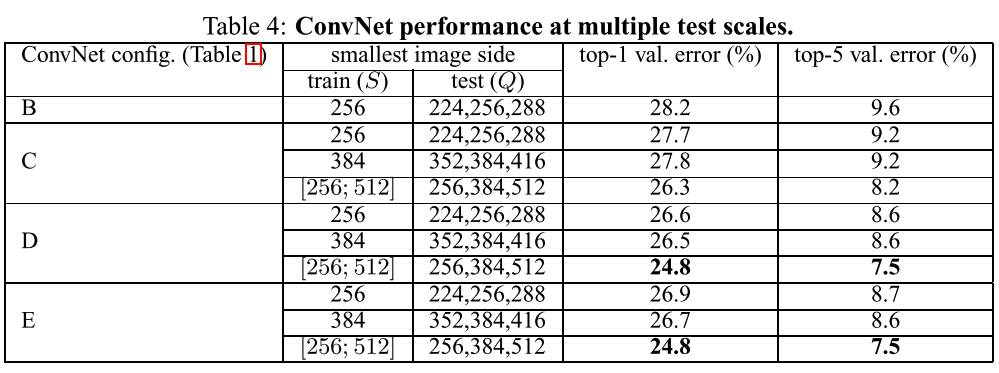 Table 4: ConvNet performance at multiple test scales.
ConvNet config. (Table 1) smallest image side top-1 val. error (%) top-5 val. error (%)
train (S) test (Q)
B 256 224,256,288 28.2 9.6
256 224,256,288 27.7 9.2
C 384 352,384,416 27.8 9.2
[256; 512] 256,384,512 26.3 8.2
256 224,256,288 26.6 8.6
D 384 352,384,416 26.5 8.6
[256; 512] 256,384,512 24.8 7.5
256 224,256,288 26.9 8.7
E 384 352,384,416 26.7 8.6
[256; 512] 256,384,512 24.8 7.5